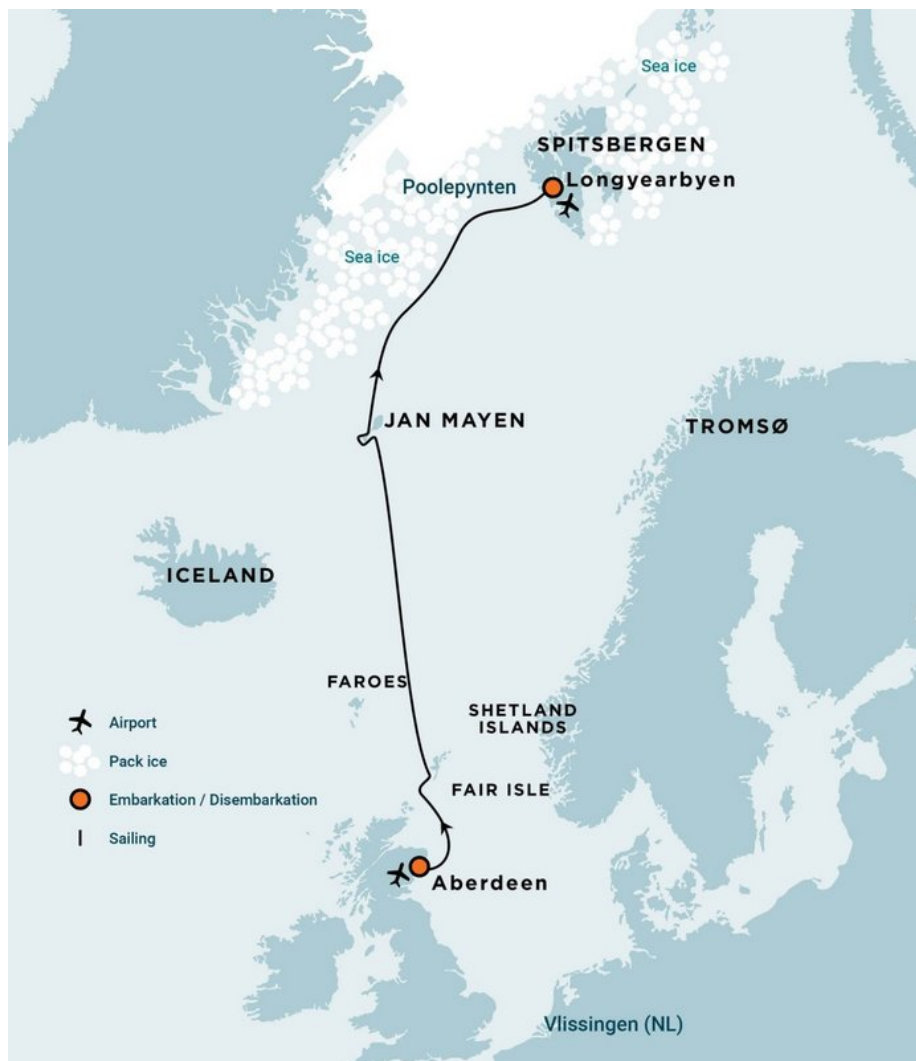 Sea ice
SPITSBERGEN
Longyearbyen
Poolepynten
Sea ice
JAN MAYEN
TROMSØ
ICELAND
FAROES
SHETLAND
ISLANDS
Airport
Pack ice
FAIR ISLE
Embarkation / Disembarkation
Sailing
Aberdeen
Vlissingen (NL)